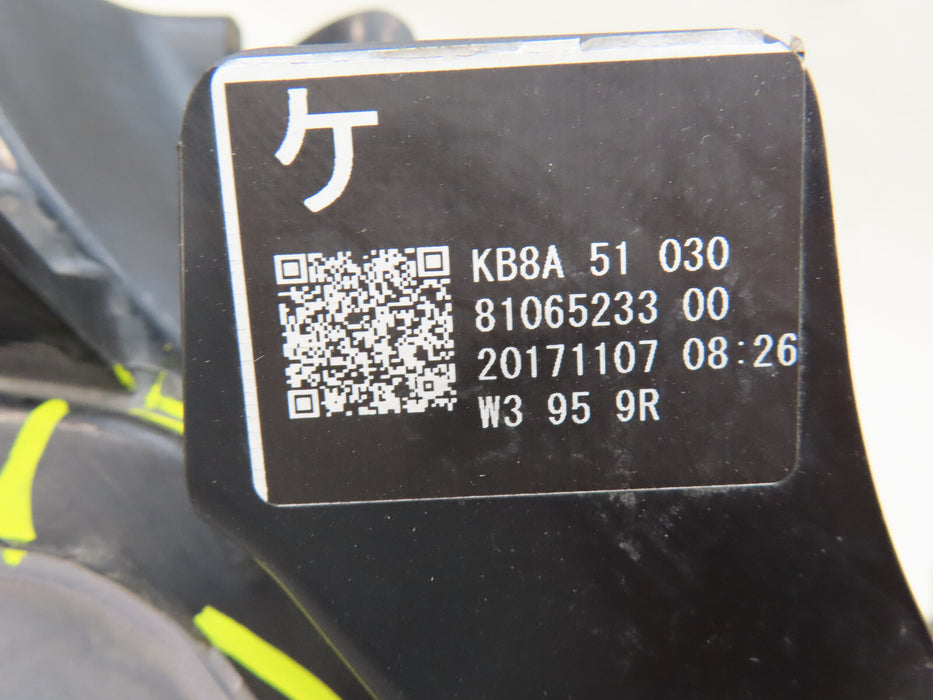 ケ
KB8A 51 030
81065233 00
20171107 08:26
W3 95 9R